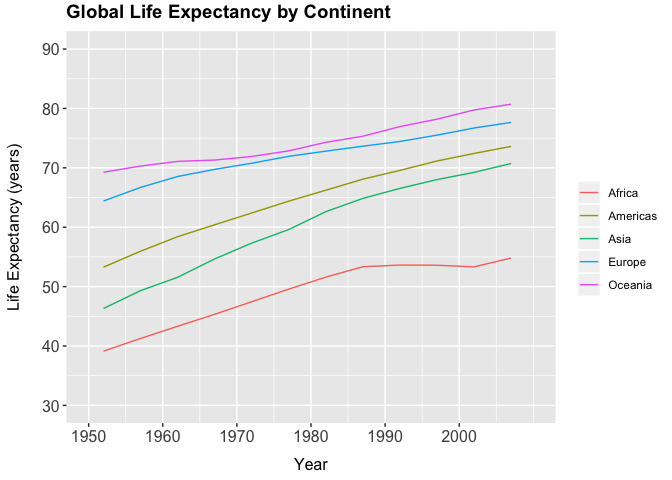 Global Life Expectancy by Continent
Life Expectancy (years)
90
80
70
60
50
40
30
1950 1960 1970 1980 1990 2000
Year
Africa
Americas
Asia
Europe
Oceania